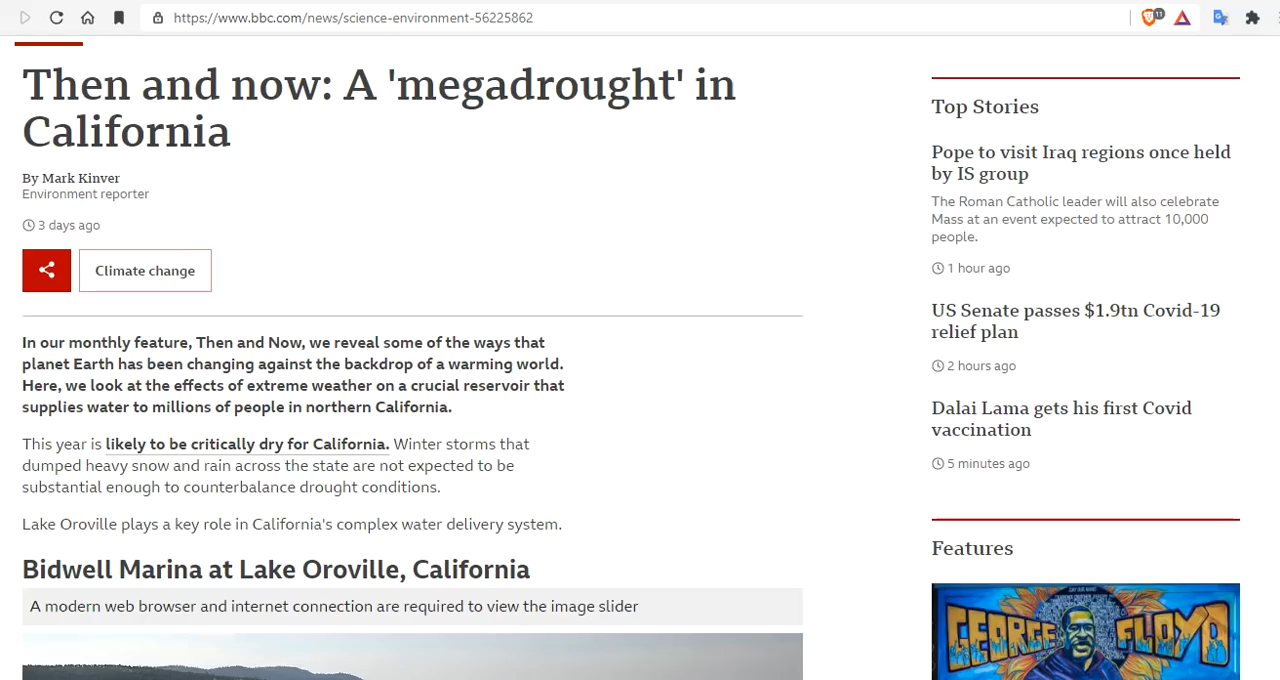 https://www.bbc.com/news/science-environment-56225862
11
Then and now: A 'megadrought' in
California
By Mark Kinver
Environment reporter
3 days ago
Climate change
In our monthly feature, Then and Now, we reveal some of the ways that
planet Earth has been changing against the backdrop of a warming world.
Here, we look at the effects of extreme weather on a crucial reservoir that
supplies water to millions of people in northern California.
This year is likely to be critically dry for California. Winter storms that
dumped heavy snow and rain across the state are not expected to be
substantial enough to counterbalance drought conditions.
Lake Oroville plays a key role in California's complex water delivery system.
Bidwell Marina at Lake Oroville, California
A modern web browser and internet connection are required to view the image slider
Top Stories
Pope to visit Iraq regions once held
by IS group
The Roman Catholic leader will also celebrate
Mass at an event expected to attract 10,000
people.
1 hour ago
US Senate passes $1.9tn Covid-19
relief plan
2 hours ago
Dalai Lama gets his first Covid
vaccination
5 minutes ago
Features
GEORGE FLOYD